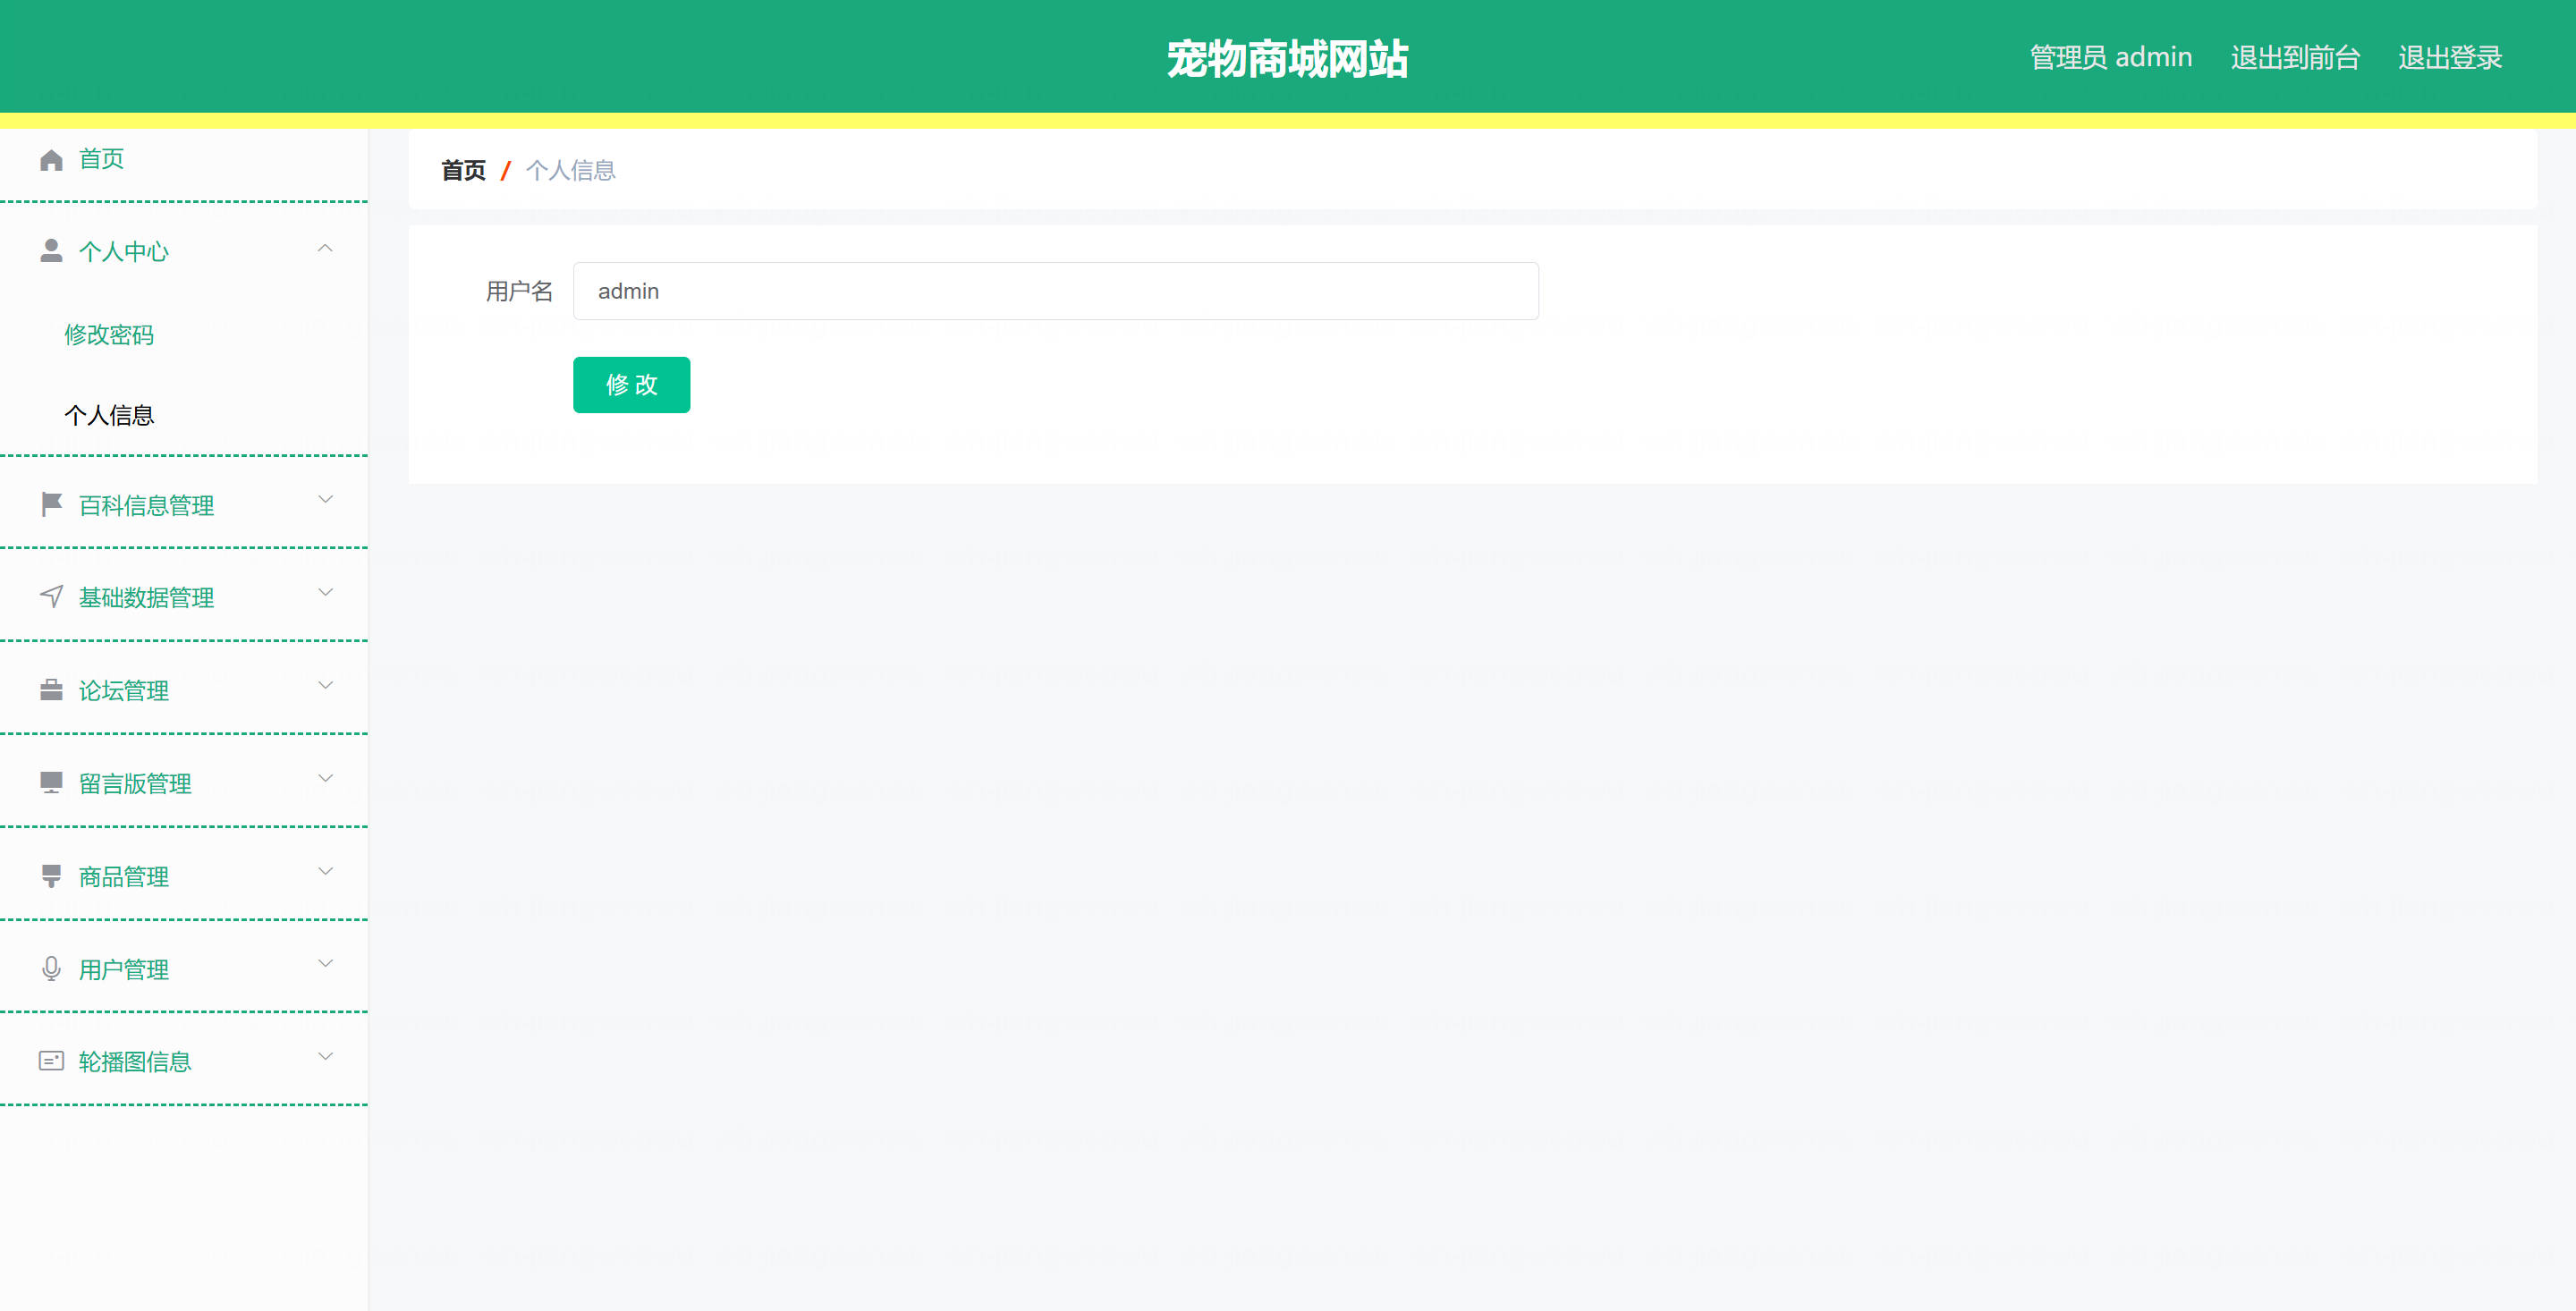 宠物商城网站
管理员 admin 退出到前台 退出登录
首页
个人中心
修改密码
个人信息
百科信息管理
基础数据管理
论坛管理
留言版管理
商品管理
用户管理
轮播图信息
首页 / 个人信息
用户名 admin
修 改